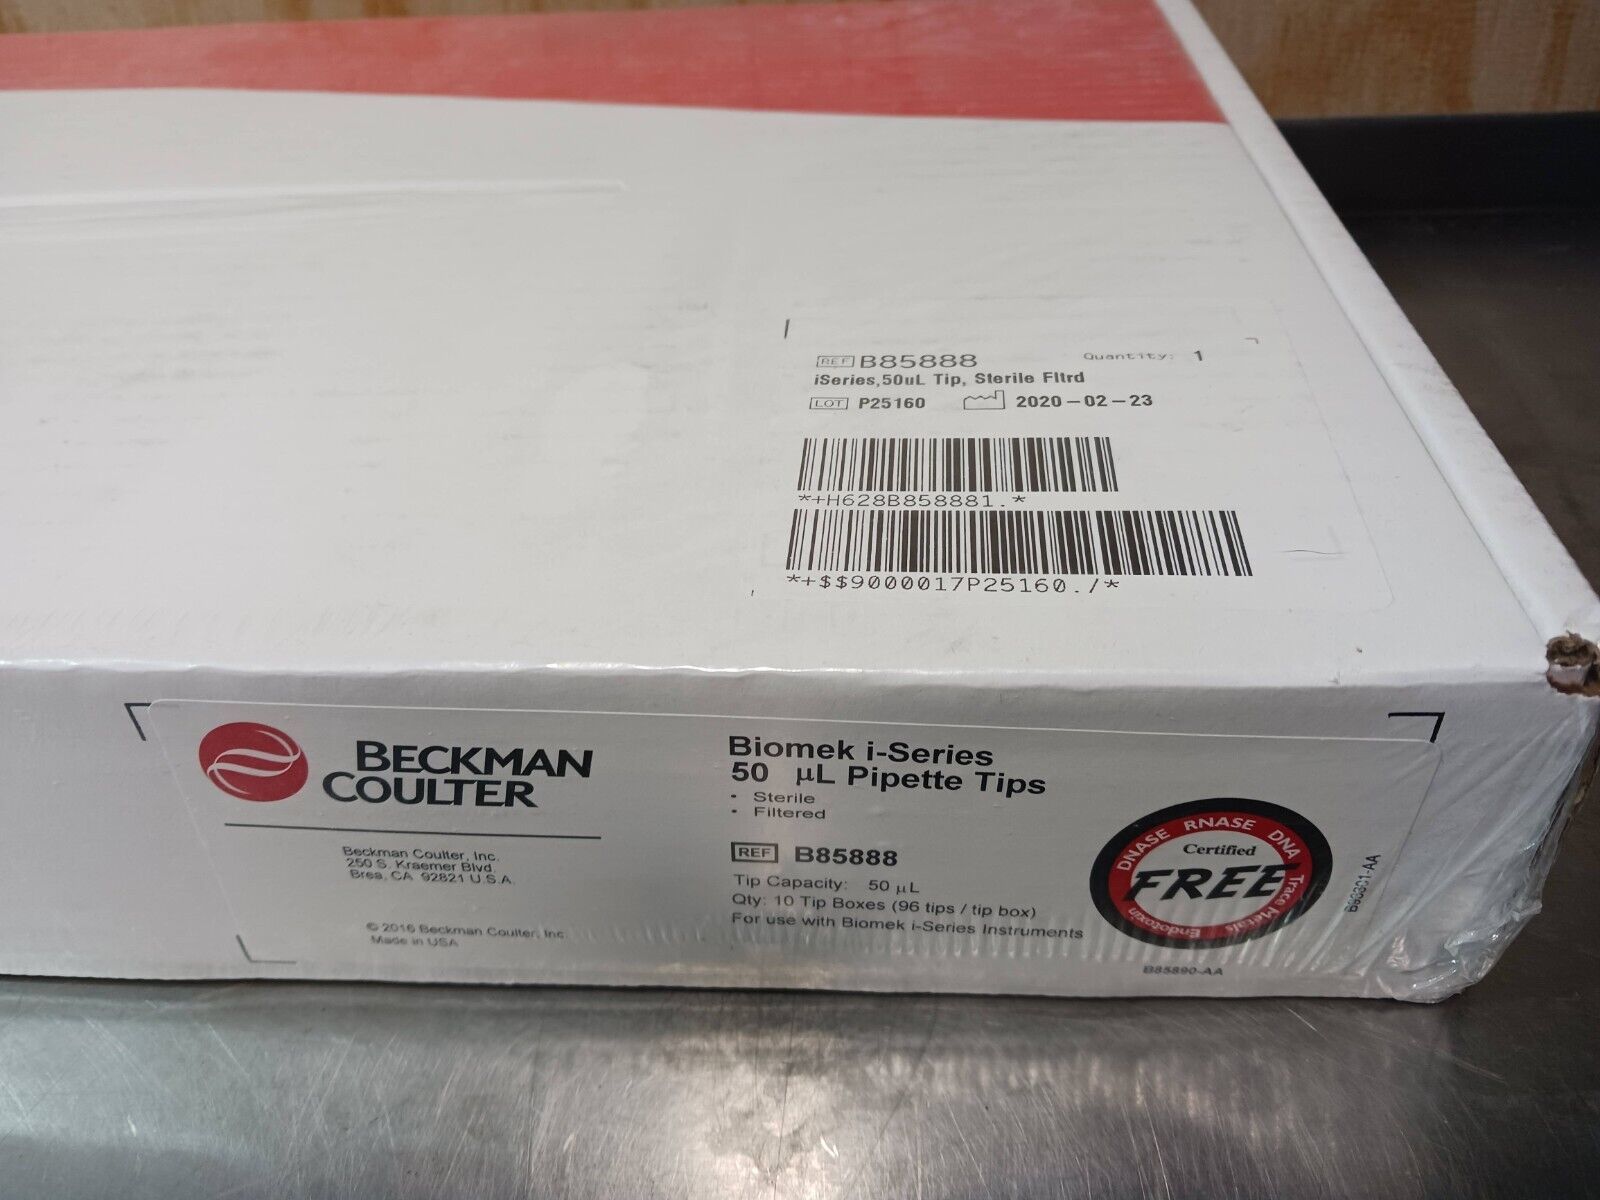 REF B85888 Quantity: 1
iSeries,50uL Tip, Sterile Fltrd
LOT P25160 2020-02-23
*+H628B858881.*
*+$$9000017P25160./*
BECKMAN
COULTER
Beckman Coulter, Inc.
250 S. Kraemer Blvd.
Brea, CA 92821 U.S.A.
© 2016 Beckman Coulter, Inc
Made in USA
Biomek i-Series
50 µL Pipette Tips
• Sterile
• Filtered
REF B85888
Tip Capacity: 50 µL
Qty: 10 Tip Boxes (96 tips / tip box)
For use with Biomek i-Series Instruments
DNASE RNASE DNA Trace Metals Endotoxin
Certified
FREE
B85890-AA